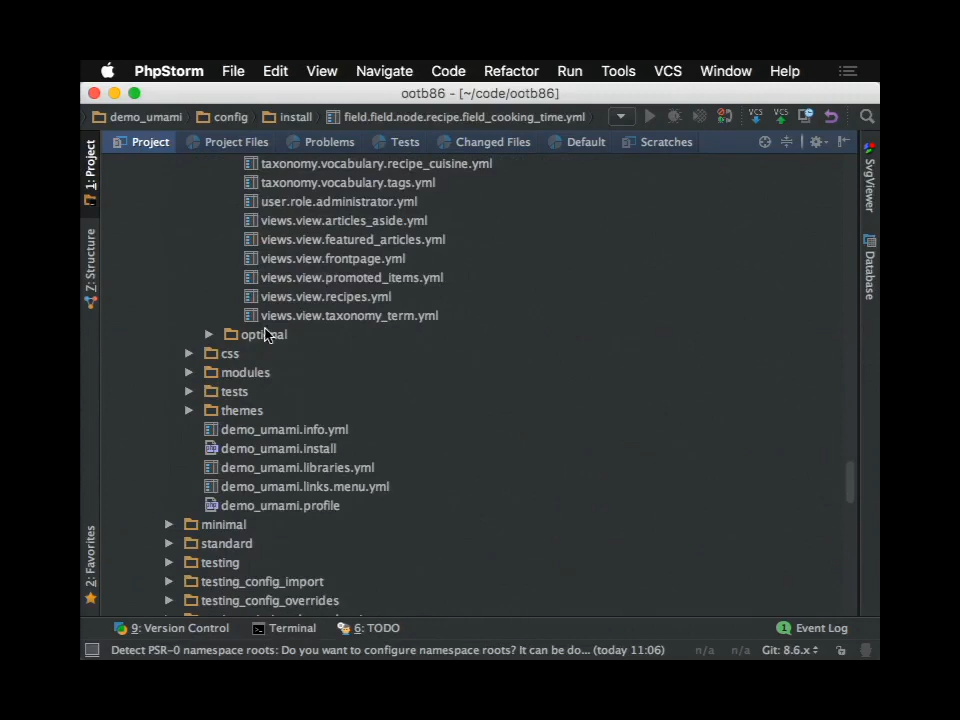 PhpStorm File Edit View Navigate Code Refactor Run Tools VCS Window Help
ootb86 - [~/code/ootb86]
demo_umami config install field.field.node.recipe.field_cooking_time.yml VCS VCS
Project Project Files Problems Tests Changed Files Default Scratches
1: Project
7: Structure
2: Favorites
taxonomy.vocabulary.recipe_cuisine.yml
taxonomy.vocabulary.tags.yml
user.role.administrator.yml
views.view.articles_aside.yml
views.view.featured_articles.yml
views.view.frontpage.yml
views.view.promoted_items.yml
views.view.recipes.yml
views.view.taxonomy_term.yml
optional
css
modules
tests
themes
demo_umami.info.yml
demo_umami.install
demo_umami.libraries.yml
demo_umami.links.menu.yml
demo_umami.profile
minimal
standard
testing
testing_config_import
testing_config_overrides
SvgViewer
Database
9: Version Control Terminal 6: TODO 1 Event Log
Detect PSR-0 namespace roots: Do you want to configure namespace roots? It can be do... (today 11:06) n/a n/a Git: 8.6.x